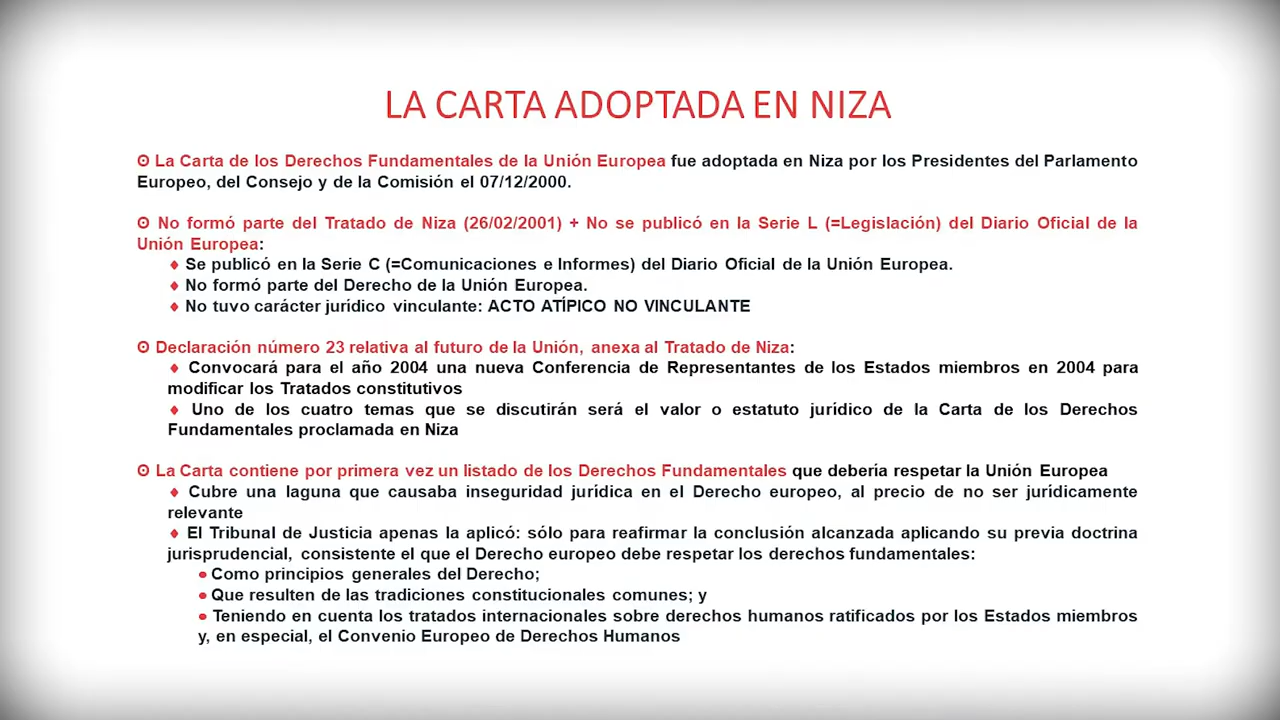 LA CARTA ADOPTADA EN NIZA
⊙ La Carta de los Derechos Fundamentales de la Unión Europea fue adoptada en Niza por los Presidentes del Parlamento
Europeo, del Consejo y de la Comisión el 07/12/2000.
⊙ No formó parte del Tratado de Niza (26/02/2001) + No se publicó en la Serie L (=Legislación) del Diario Oficial de la
Unión Europea:
♦ Se publicó en la Serie C (=Comunicaciones e Informes) del Diario Oficial de la Unión Europea.
♦ No formó parte del Derecho de la Unión Europea.
♦ No tuvo carácter jurídico vinculante: ACTO ATÍPICO NO VINCULANTE
⊙ Declaración número 23 relativa al futuro de la Unión, anexa al Tratado de Niza:
♦ Convocará para el año 2004 una nueva Conferencia de Representantes de los Estados miembros en 2004 para
modificar los Tratados constitutivos
♦ Uno de los cuatro temas que se discutirán será el valor o estatuto jurídico de la Carta de los Derechos
Fundamentales proclamada en Niza
⊙ La Carta contiene por primera vez un listado de los Derechos Fundamentales que debería respetar la Unión Europea
♦ Cubre una laguna que causaba inseguridad jurídica en el Derecho europeo, al precio de no ser jurídicamente
relevante
♦ El Tribunal de Justicia apenas la aplicó: sólo para reafirmar la conclusión alcanzada aplicando su previa doctrina
jurisprudencial, consistente el que el Derecho europeo debe respetar los derechos fundamentales:
• Como principios generales del Derecho;
• Que resulten de las tradiciones constitucionales comunes; y
• Teniendo en cuenta los tratados internacionales sobre derechos humanos ratificados por los Estados miembros
y, en especial, el Convenio Europeo de Derechos Humanos